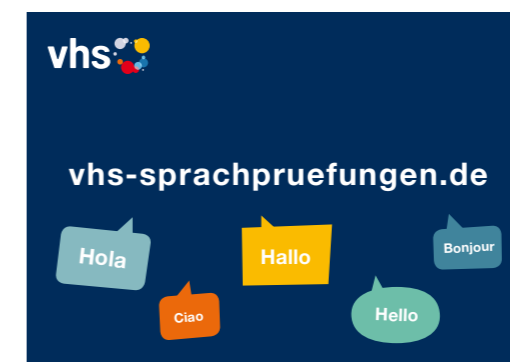 vhs
vhs-sprachpruefungen.de
Hola
Hallo
Bonjour
Ciao
Hello